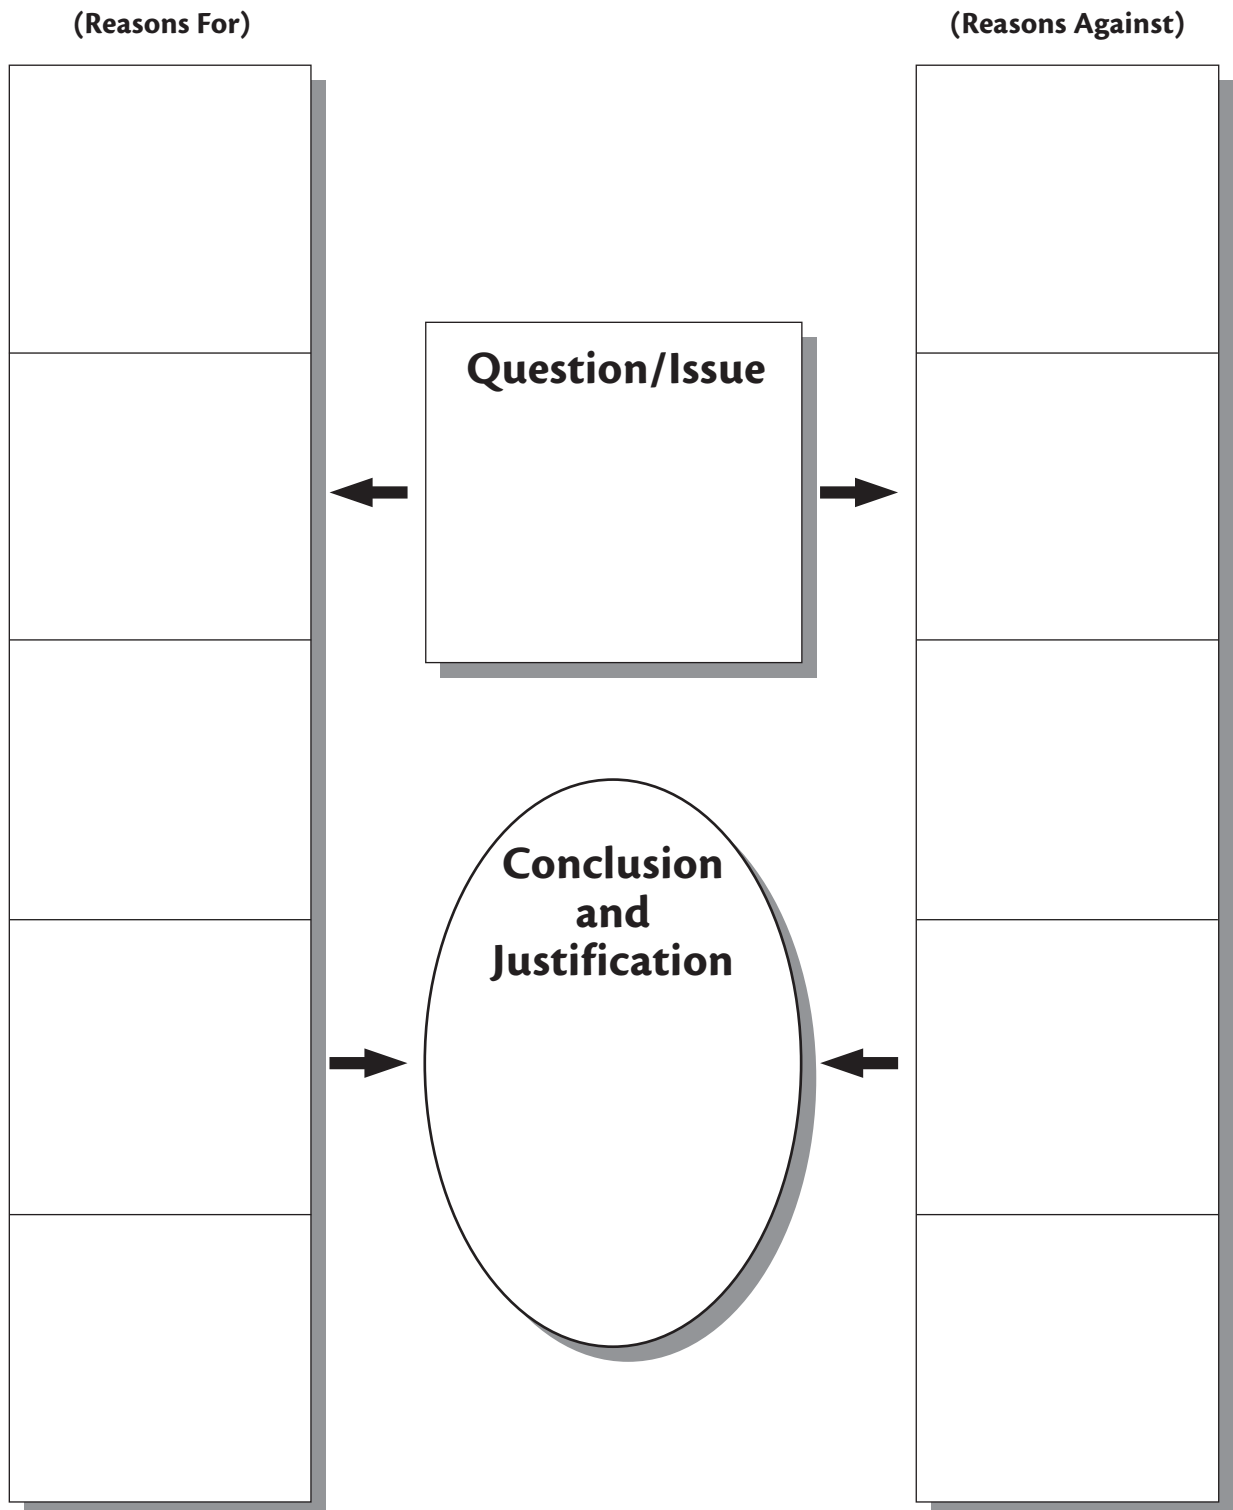 (Reasons For)
(Reasons Against)
Question/Issue
Conclusion
and
Justification